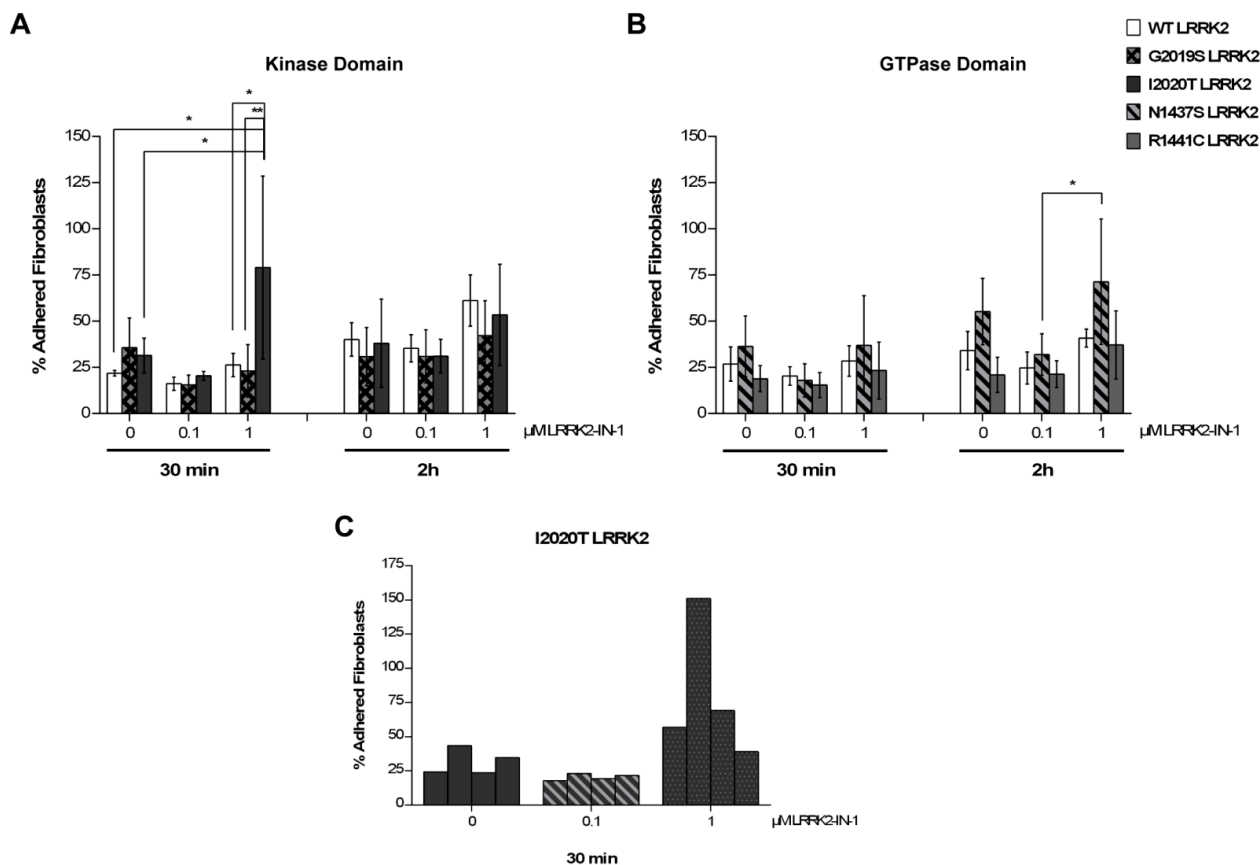 A
Kinase Domain
* * ** *
% Adhered Fibroblasts
150
125
100
75
50
25
0
0 0.1 1 0 0.1 1 µM LRRK2-IN-1
30 min 2h
B
GTPase Domain
WT LRRK2
G2019S LRRK2
I2020T LRRK2
N1437S LRRK2
R1441C LRRK2
*
% Adhered Fibroblasts
150
125
100
75
50
25
0
0 0.1 1 0 0.1 1 µM LRRK2-IN-1
30 min 2h
C
I2020T LRRK2
% Adhered Fibroblasts
175
150
125
100
75
50
25
0
0 0.1 1 µM LRRK2-IN-1
30 min